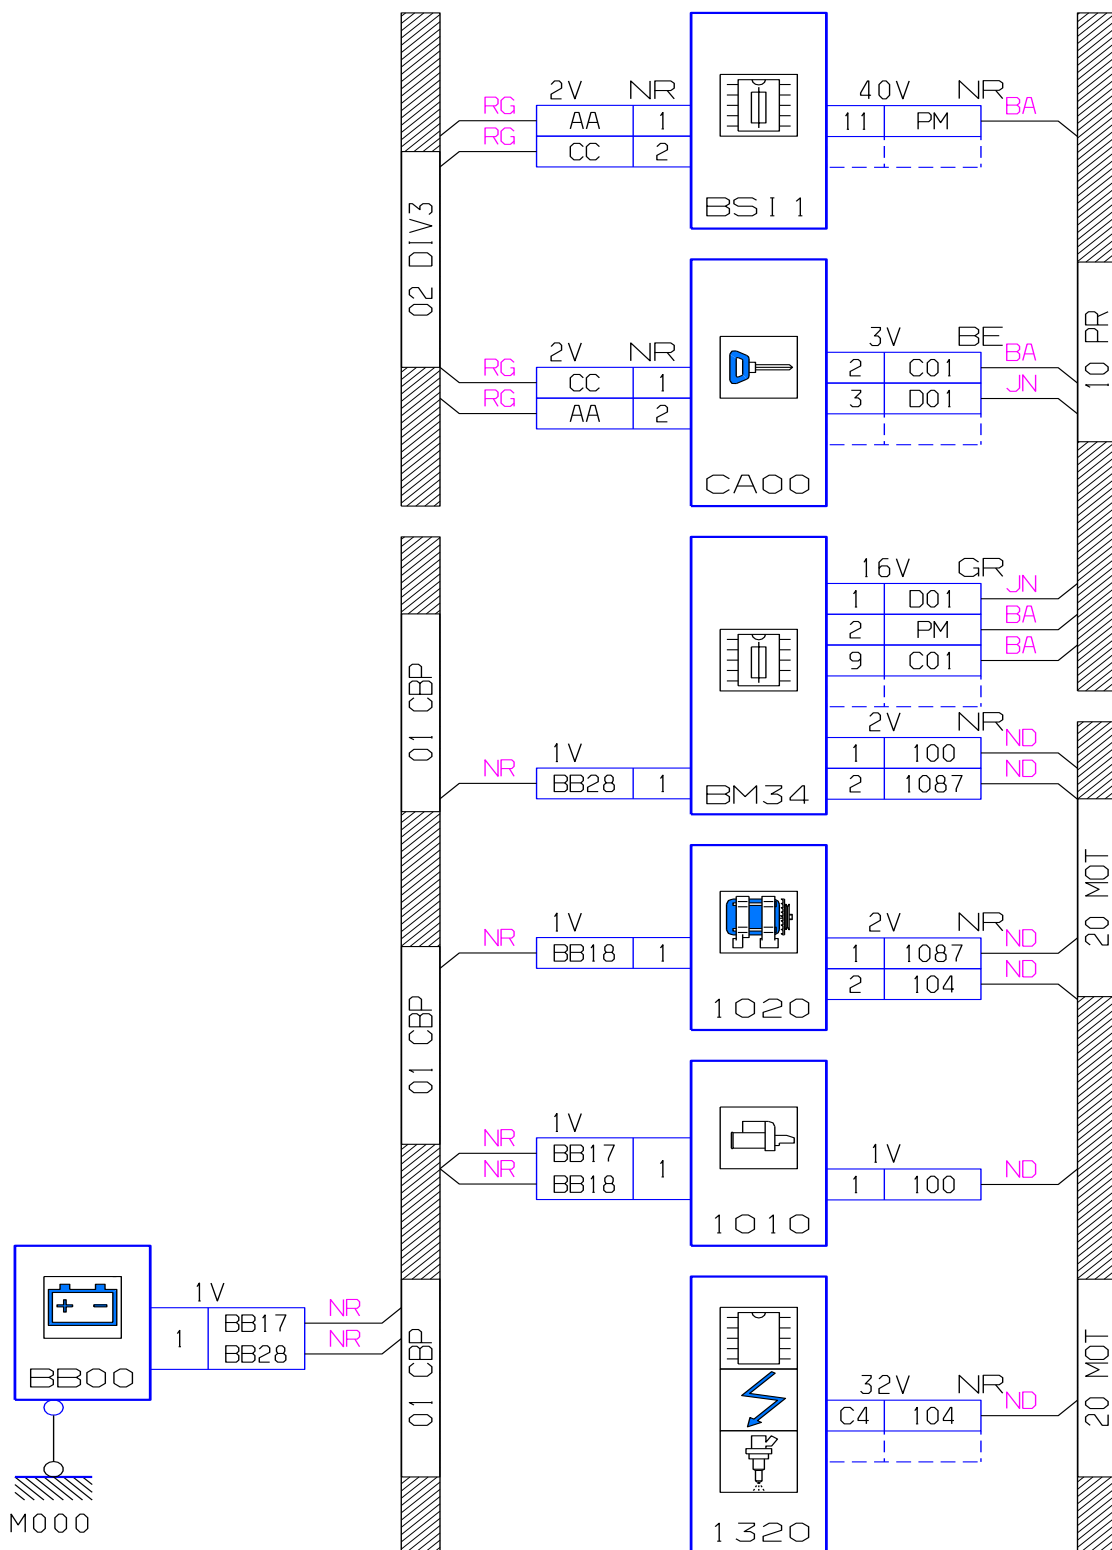 2V NR
RG AA 1
RG CC 2
BSI1
40V NR
11 PM BA
02 DIV3
2V NR
RG CC 1
RG AA 2
CA00
3V BE
2 C01 BA
3 D01 JN
10 PR
16V GR
1 D01 JN
2 PM BA
9 C01 BA
01 CBP
1V
NR BB28 1
BM34
2V NR
1 100 ND
2 1087 ND
20 MOT
1V
NR BB18 1
1020
2V NR
1 1087 ND
2 104 ND
01 CBP
1V
NR BB17
NR BB18
1
1010
1V
1 100 ND
BB00
1V
1
BB17 NR
BB28 NR
01 CBP
M000
1320
32V NR
C4 104 ND
20 MOT